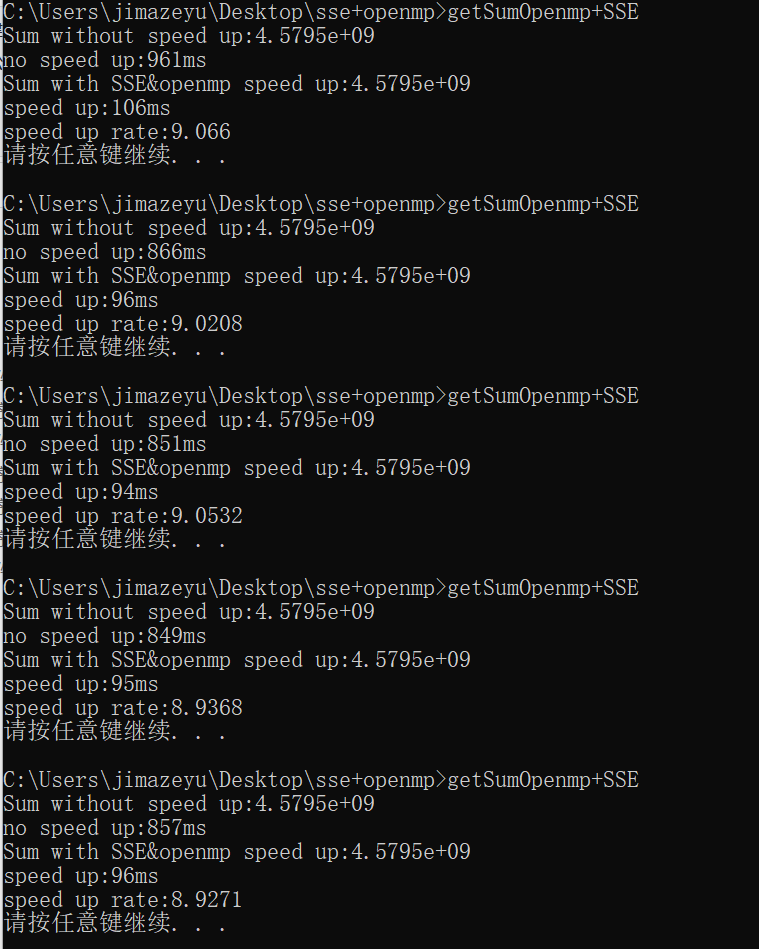 C:\Users\jimazeyu\Desktop\sse+openmp>getSumOpenmp+SSE
Sum without speed up:4.5795e+09
no speed up:961ms
Sum with SSE&openmp speed up:4.5795e+09
speed up:106ms
speed up rate:9.066
请按任意键继续. . .
C:\Users\jimazeyu\Desktop\sse+openmp>getSumOpenmp+SSE
Sum without speed up:4.5795e+09
no speed up:866ms
Sum with SSE&openmp speed up:4.5795e+09
speed up:96ms
speed up rate:9.0208
请按任意键继续. . .
C:\Users\jimazeyu\Desktop\sse+openmp>getSumOpenmp+SSE
Sum without speed up:4.5795e+09
no speed up:851ms
Sum with SSE&openmp speed up:4.5795e+09
speed up:94ms
speed up rate:9.0532
请按任意键继续. . .
C:\Users\jimazeyu\Desktop\sse+openmp>getSumOpenmp+SSE
Sum without speed up:4.5795e+09
no speed up:849ms
Sum with SSE&openmp speed up:4.5795e+09
speed up:95ms
speed up rate:8.9368
请按任意键继续. . .
C:\Users\jimazeyu\Desktop\sse+openmp>getSumOpenmp+SSE
Sum without speed up:4.5795e+09
no speed up:857ms
Sum with SSE&openmp speed up:4.5795e+09
speed up:96ms
speed up rate:8.9271
请按任意键继续. . .